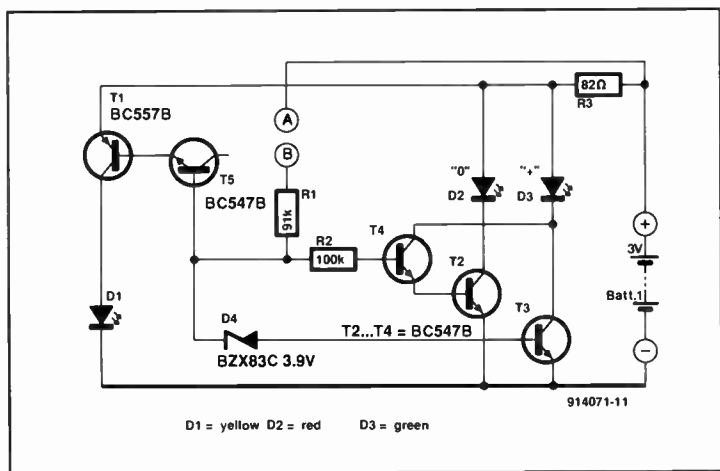 T1
BC557B
A
B
82Ω
R3
"0"
"+"
D2
D3
T5
BC547B
R1
91k
R2
100k
T4
T2
T3
+
3V
Batt.1
−
D1
D4
BZX83C 3.9V
T2...T4 = BC547B
914071-11
D1 = yellow D2 = red D3 = green